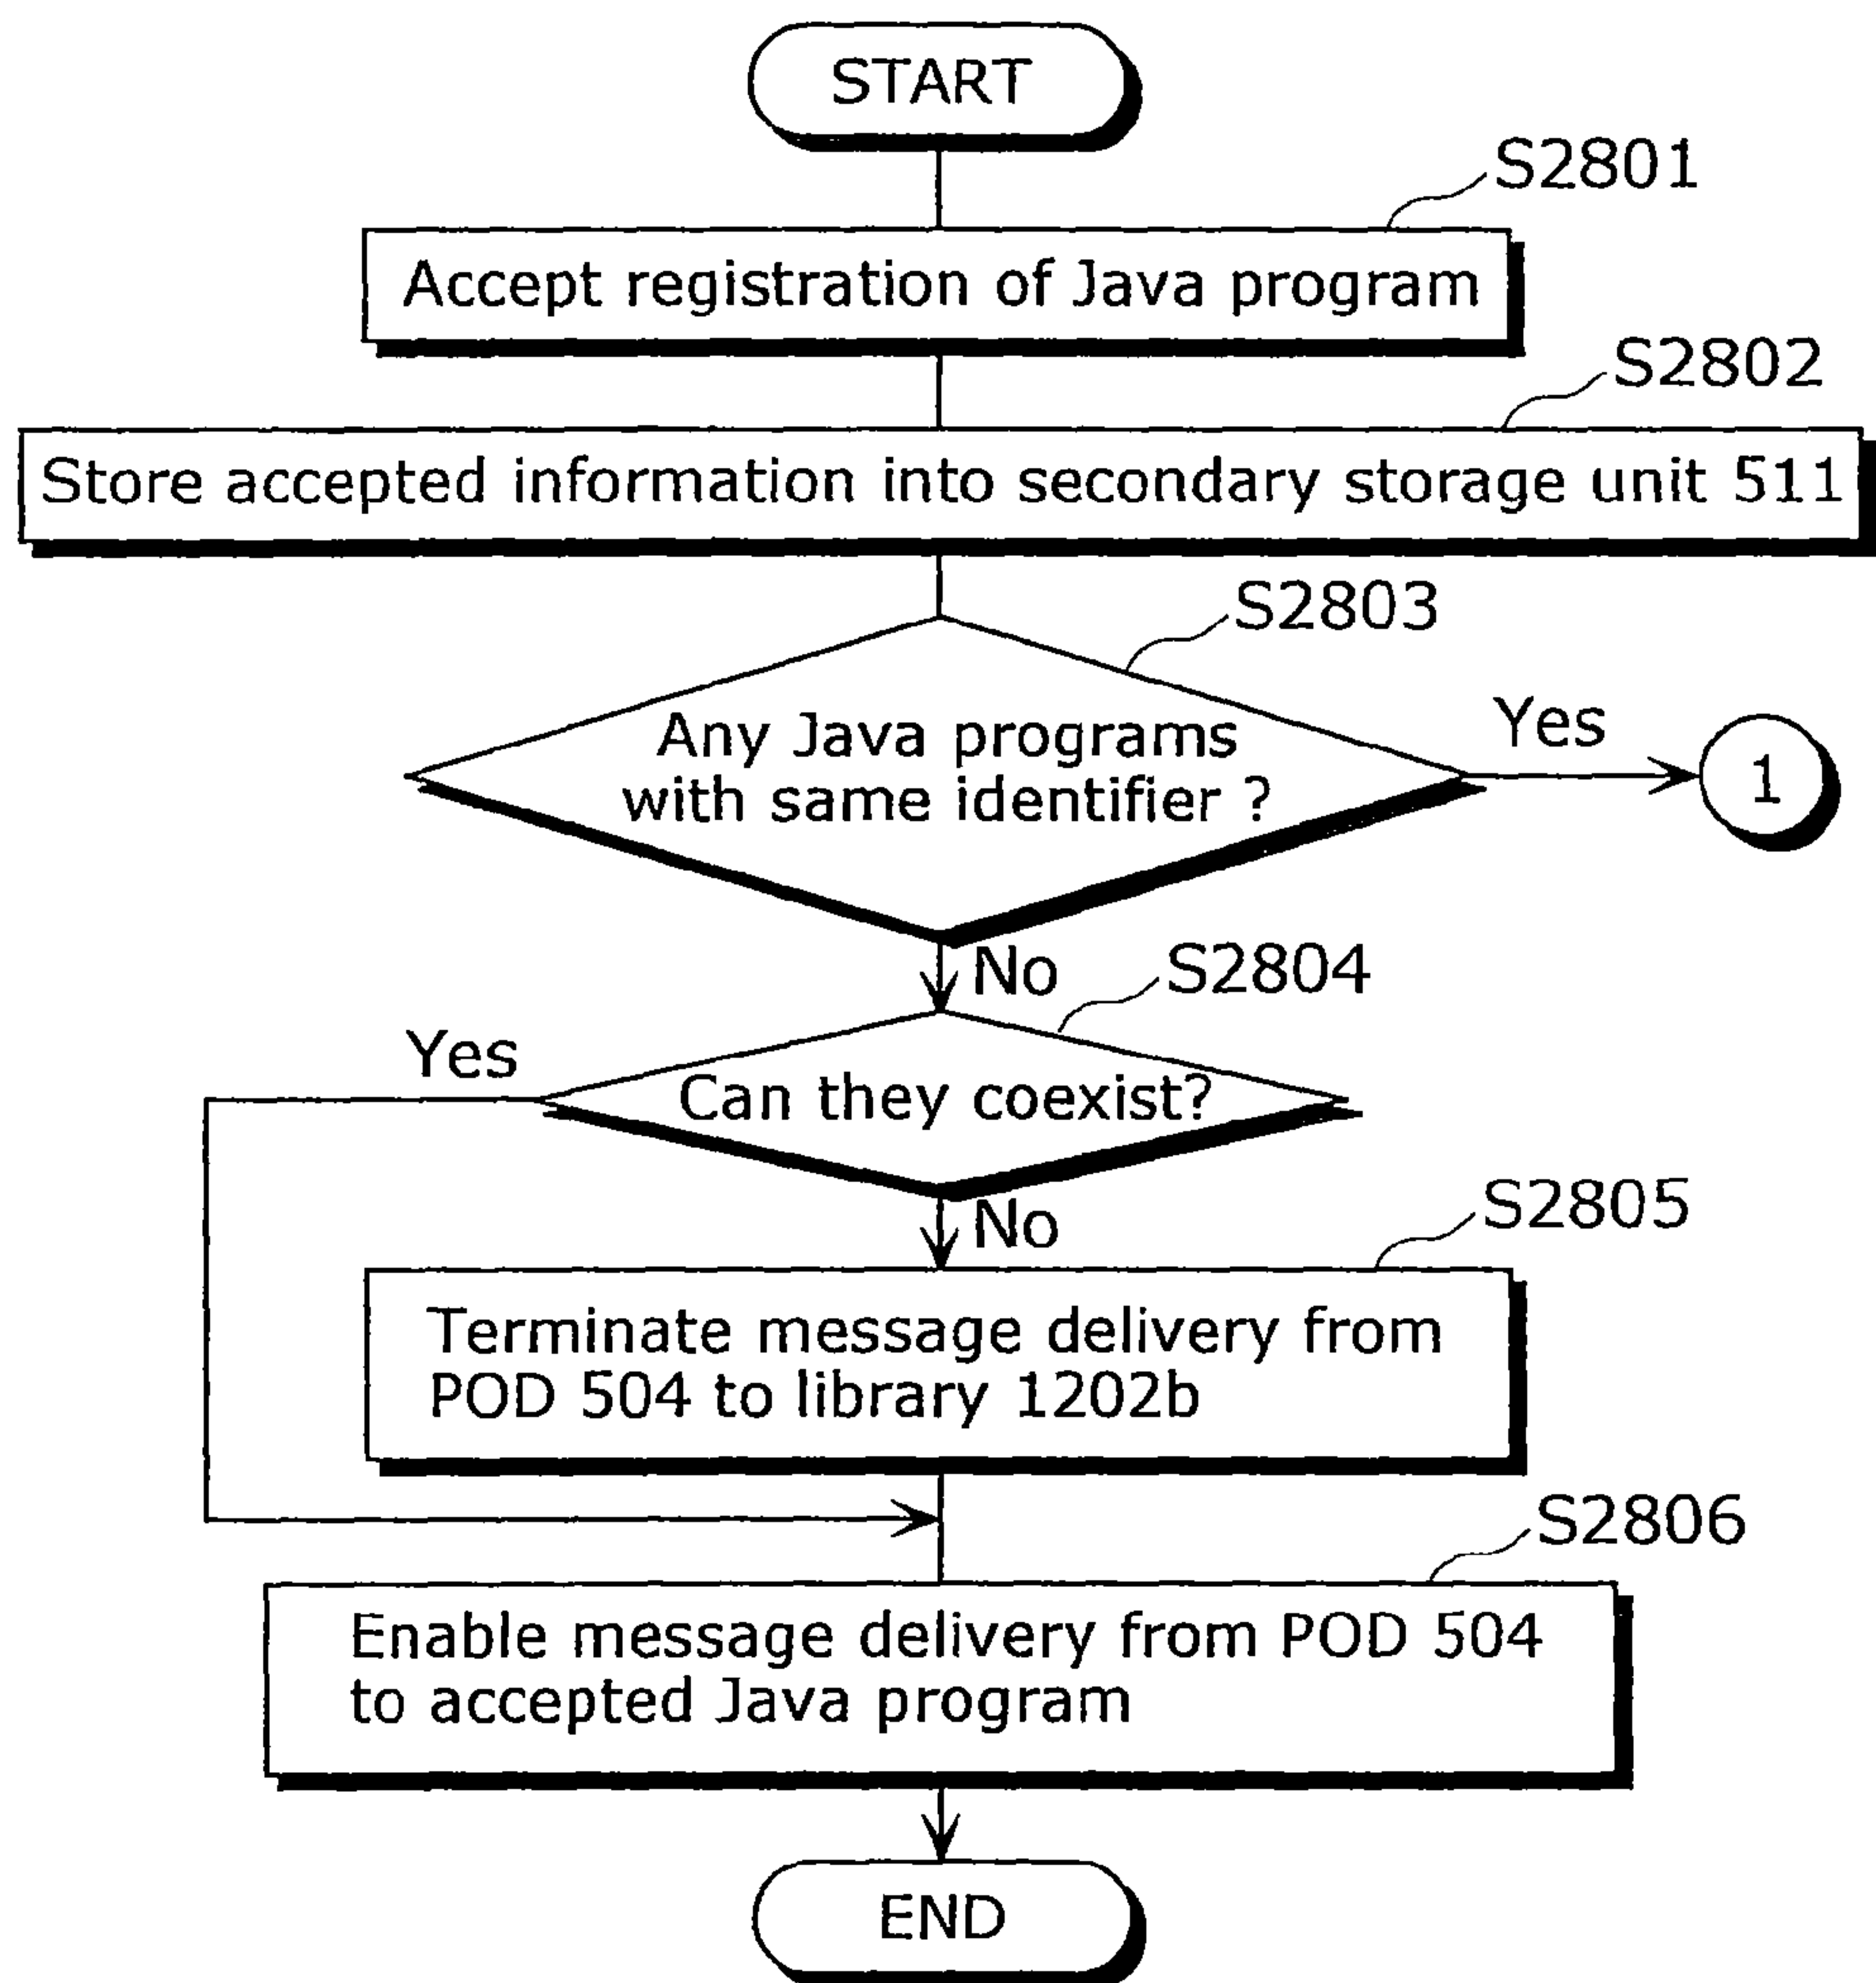 START
S2801
Accept registration of Java program
S2802
Store accepted information into secondary storage unit 511
S2803
Any Java programs
with same identifier ?
Yes
1
No
S2804
Yes
Can they coexist?
No
S2805
Terminate message delivery from
POD 504 to library 1202b
S2806
Enable message delivery from POD 504
to accepted Java program
END